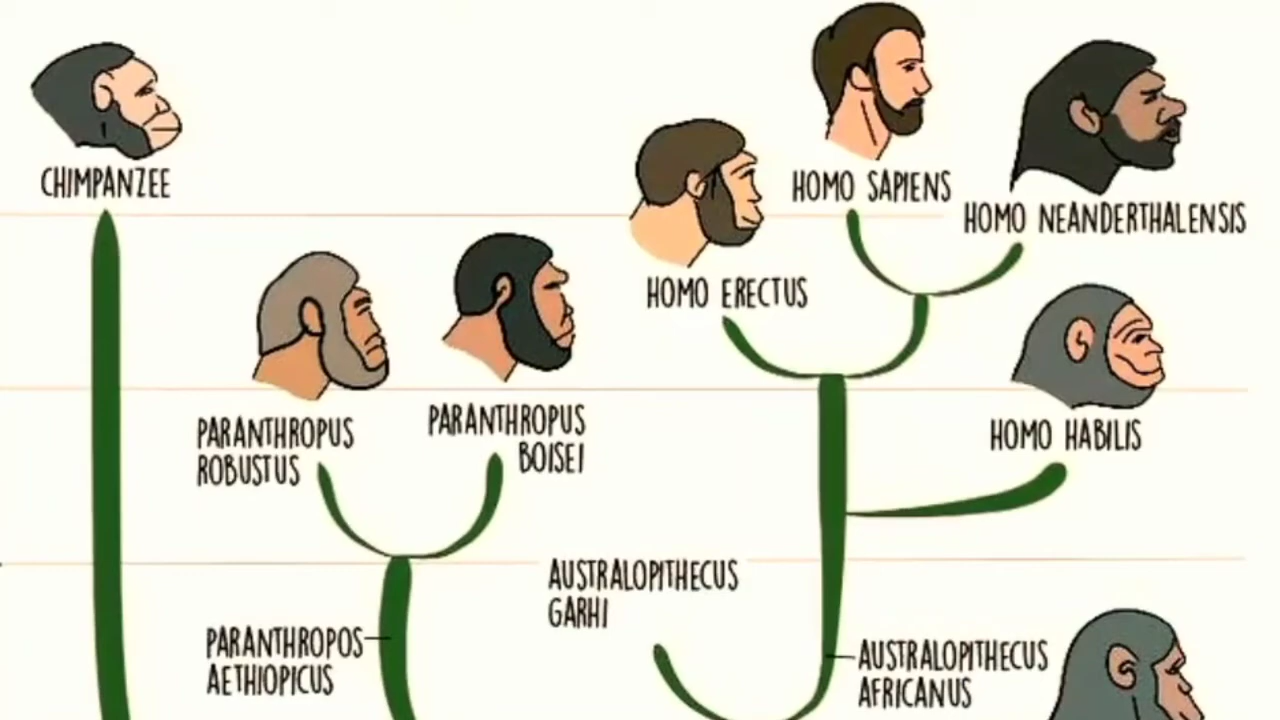 CHIMPANZEE
HOMO SAPIENS
HOMO NEANDERTHALENSIS
HOMO ERECTUS
PARANTHROPUS
ROBUSTUS
PARANTHROPUS
BOISEI
HOMO HABILIS
AUSTRALOPITHECUS
GARHI
PARANTHROPOS
AETHIOPICUS
AUSTRALOPITHECUS
AFRICANUS